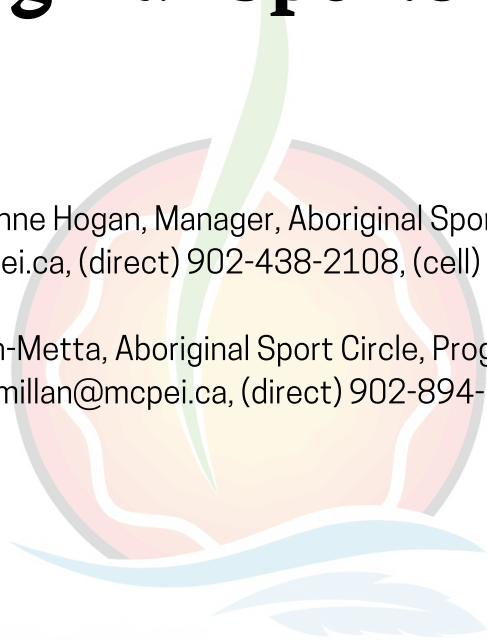 nne Hogan, Manager, Aboriginal Spor
ei.ca, (direct) 902-438-2108, (cell)
-Metta, Aboriginal Sport Circle, Prog
millan@mcpei.ca, (direct) 902-894-